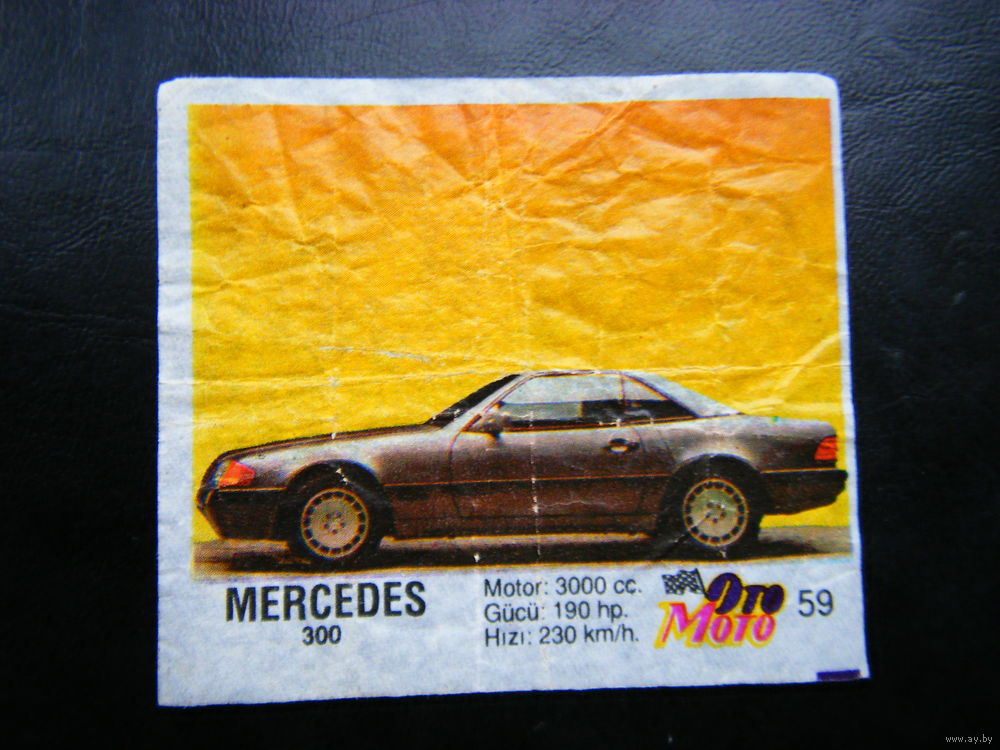 MERCEDES
300
Motor: 3000 cc.
Gücü: 190 hp.
Hızı: 230 km/h.
OTO
MOTO
59
www.ay.by